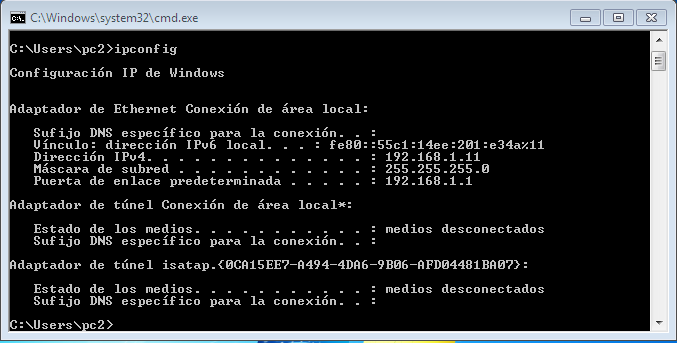 C:\Windows\system32\cmd.exe
C:\Users\pc2>ipconfig
Configuración IP de Windows
Adaptador de Ethernet Conexión de área local:
Sufijo DNS específico para la conexión. . :
Vínculo: dirección IPv6 local. . . : fe80::55c1:14ee:201:e34a%11
Dirección IPv4. . . . . . . . . . . . . . : 192.168.1.11
Máscara de subred . . . . . . . . . . . . : 255.255.255.0
Puerta de enlace predeterminada . . . . . : 192.168.1.1
Adaptador de túnel Conexión de área local*:
Estado de los medios. . . . . . . . . . . : medios desconectados
Sufijo DNS específico para la conexión. . :
Adaptador de túnel isatap.{0CA15EE7-A494-4DA6-9B06-AFD04481BA07}:
Estado de los medios. . . . . . . . . . . : medios desconectados
Sufijo DNS específico para la conexión. . :
C:\Users\pc2>